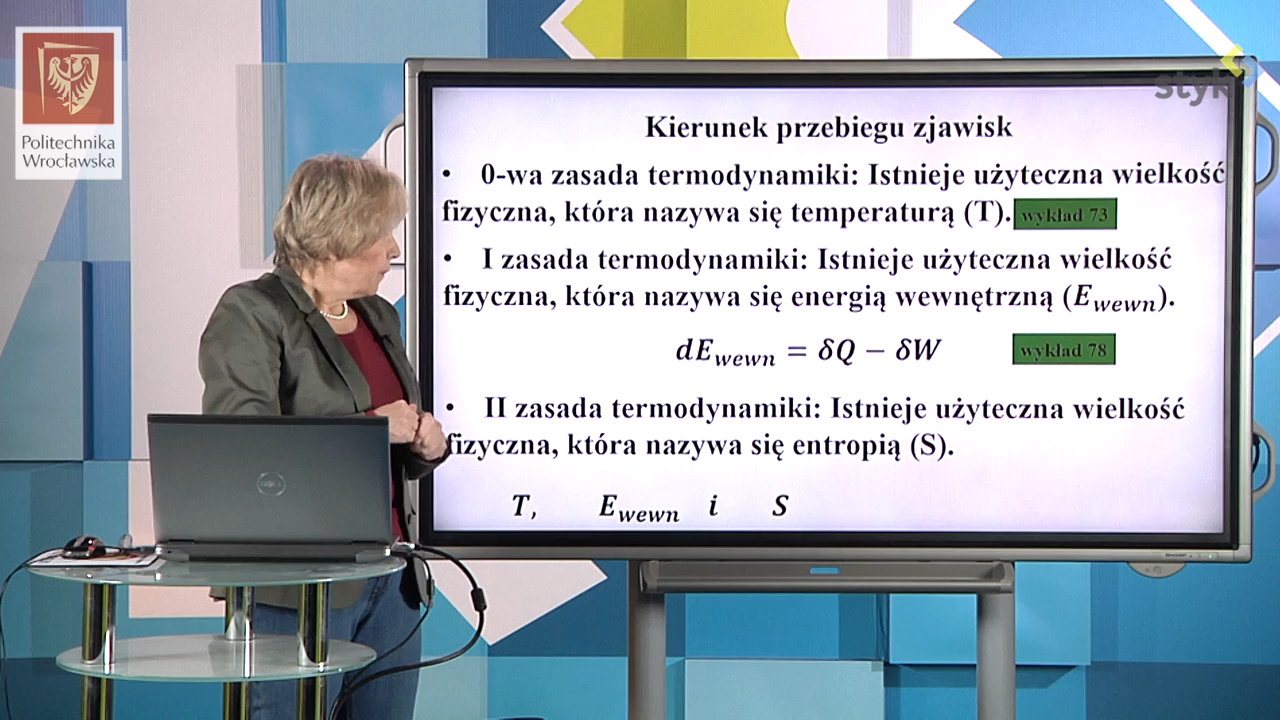 Politechnika
Wrocławska
styk
Kierunek przebiegu zjawisk
• 0-wa zasada termodynamiki: Istnieje użyteczna wielkość
fizyczna, która nazywa się temperaturą (T). wykład 73
• I zasada termodynamiki: Istnieje użyteczna wielkość
fizyczna, która nazywa się energią wewnętrzną (E_wewn).
dE_wewn = δQ − δW wykład 78
• II zasada termodynamiki: Istnieje użyteczna wielkość
fizyczna, która nazywa się entropią (S).
T, E_wewn i S
DELL